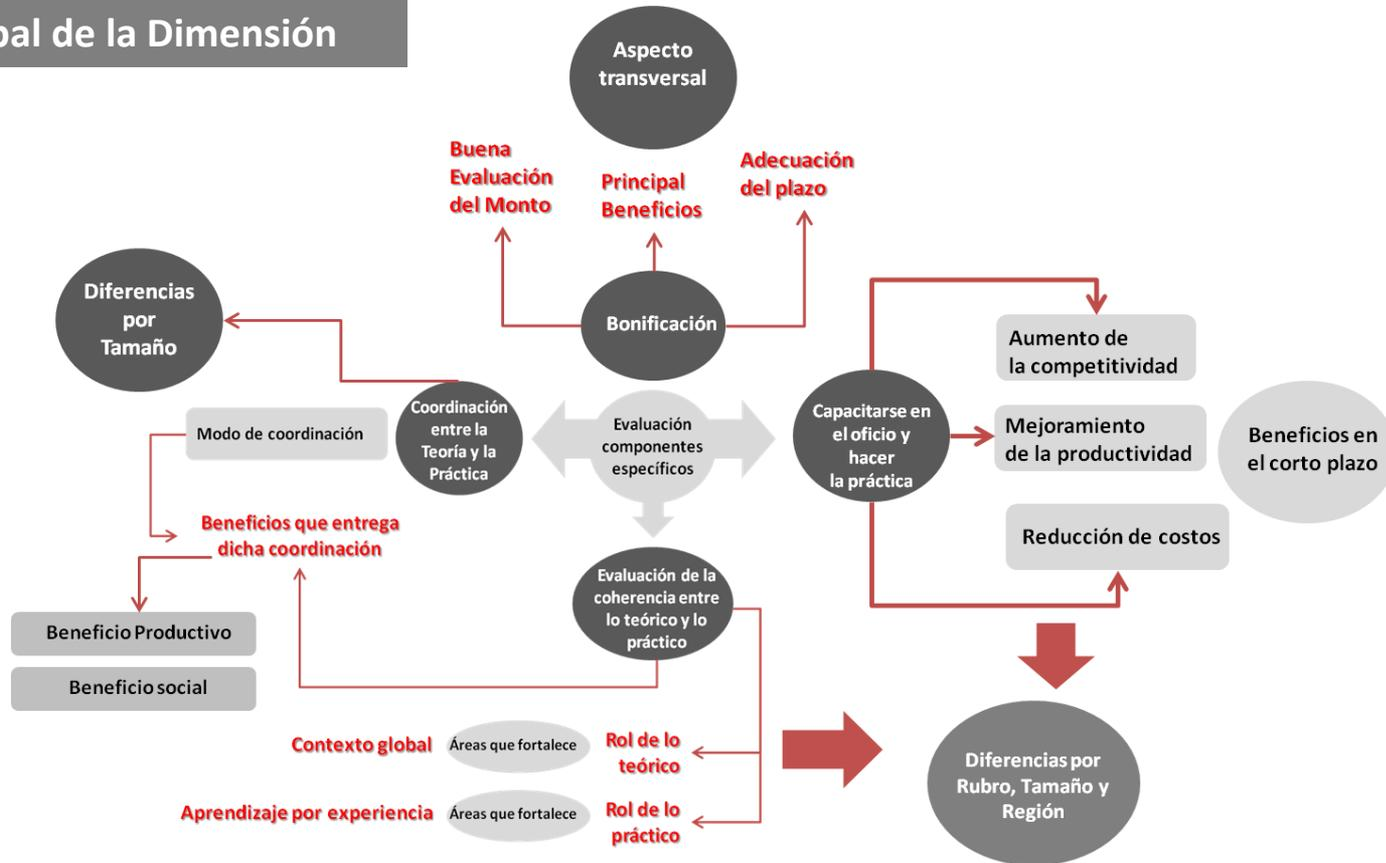 pal de la Dimensión
Aspecto
transversal
Buena
Evaluación
del Monto
Principal
Beneficios
Adecuación
del plazo
Diferencias
por
Tamaño
Bonificación
Aumento de
la competitividad
Modo de coordinación
Coordinación
entre la
Teoría y la
Práctica
Evaluación
componentes
específicos
Capacitarse en
el oficio y
hacer
la práctica
Mejoramiento
de la productividad
Beneficios en
el corto plazo
Reducción de costos
Beneficios que entrega
dicha coordinación
Evaluación de la
coherencia entre
lo teórico y lo
práctico
Beneficio Productivo
Beneficio social
Contexto global
Áreas que fortalece
Rol de lo
teórico
Aprendizaje por experiencia
Áreas que fortalece
Rol de lo
práctico
Diferencias por
Rubro, Tamaño y
Región